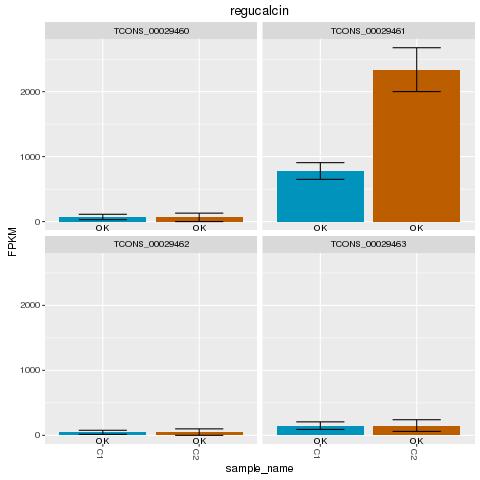 regucalcin
TCONS_00029460
TCONS_00029461
2000
1000
0
OK
OK
OK
OK
FPKM
TCONS_00029462
TCONS_00029463
2000
1000
0
OK
OK
OK
OK
C1
C2
C1
C2
sample_name